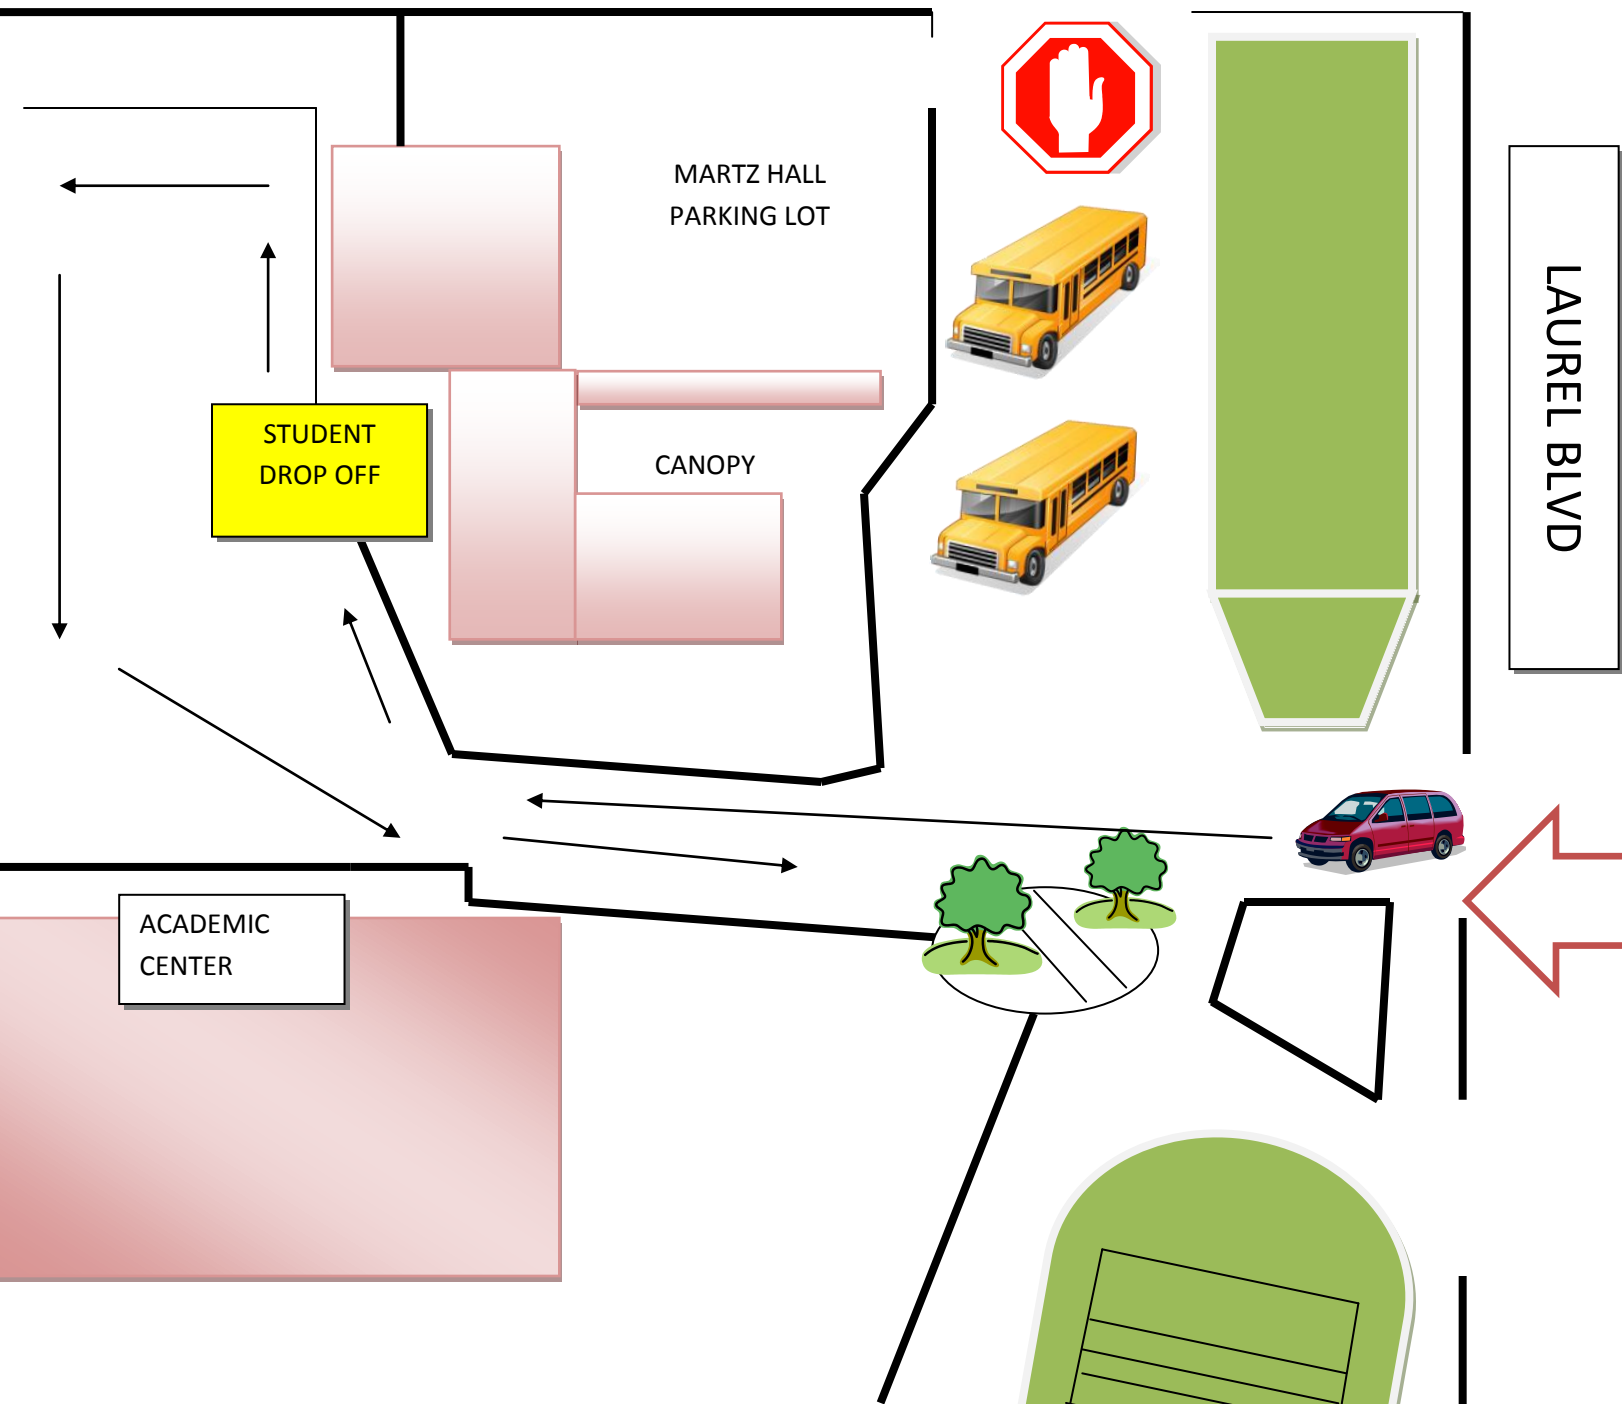 MARTZ HALL
PARKING LOT
LAUREL BLVD
STUDENT
DROP OFF
CANOPY
ACADEMIC
CENTER